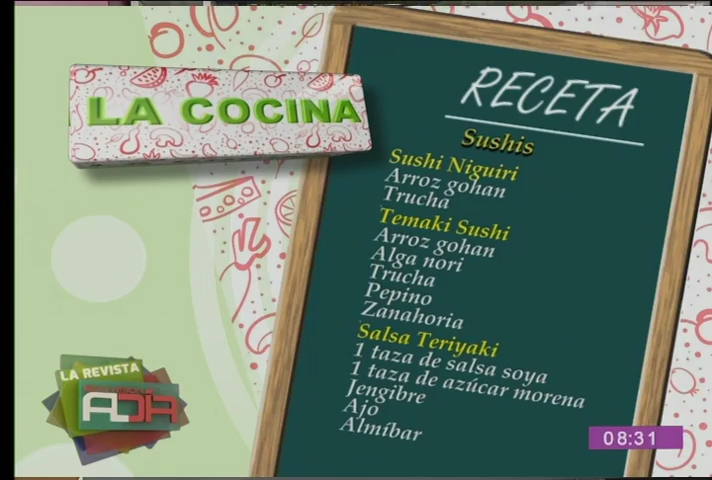 LA COCINA
RECETA
Sushis
Sushi Niguiri
Arroz gohan
Trucha
Temaki Sushi
Arroz gohan
Alga nori
Trucha
Pepino
Zanahoria
Salsa Teriyaki
1 taza de salsa soya
1 taza de azúcar morena
Jengibre
Ajo
Almíbar
LA REVISTA
08:31